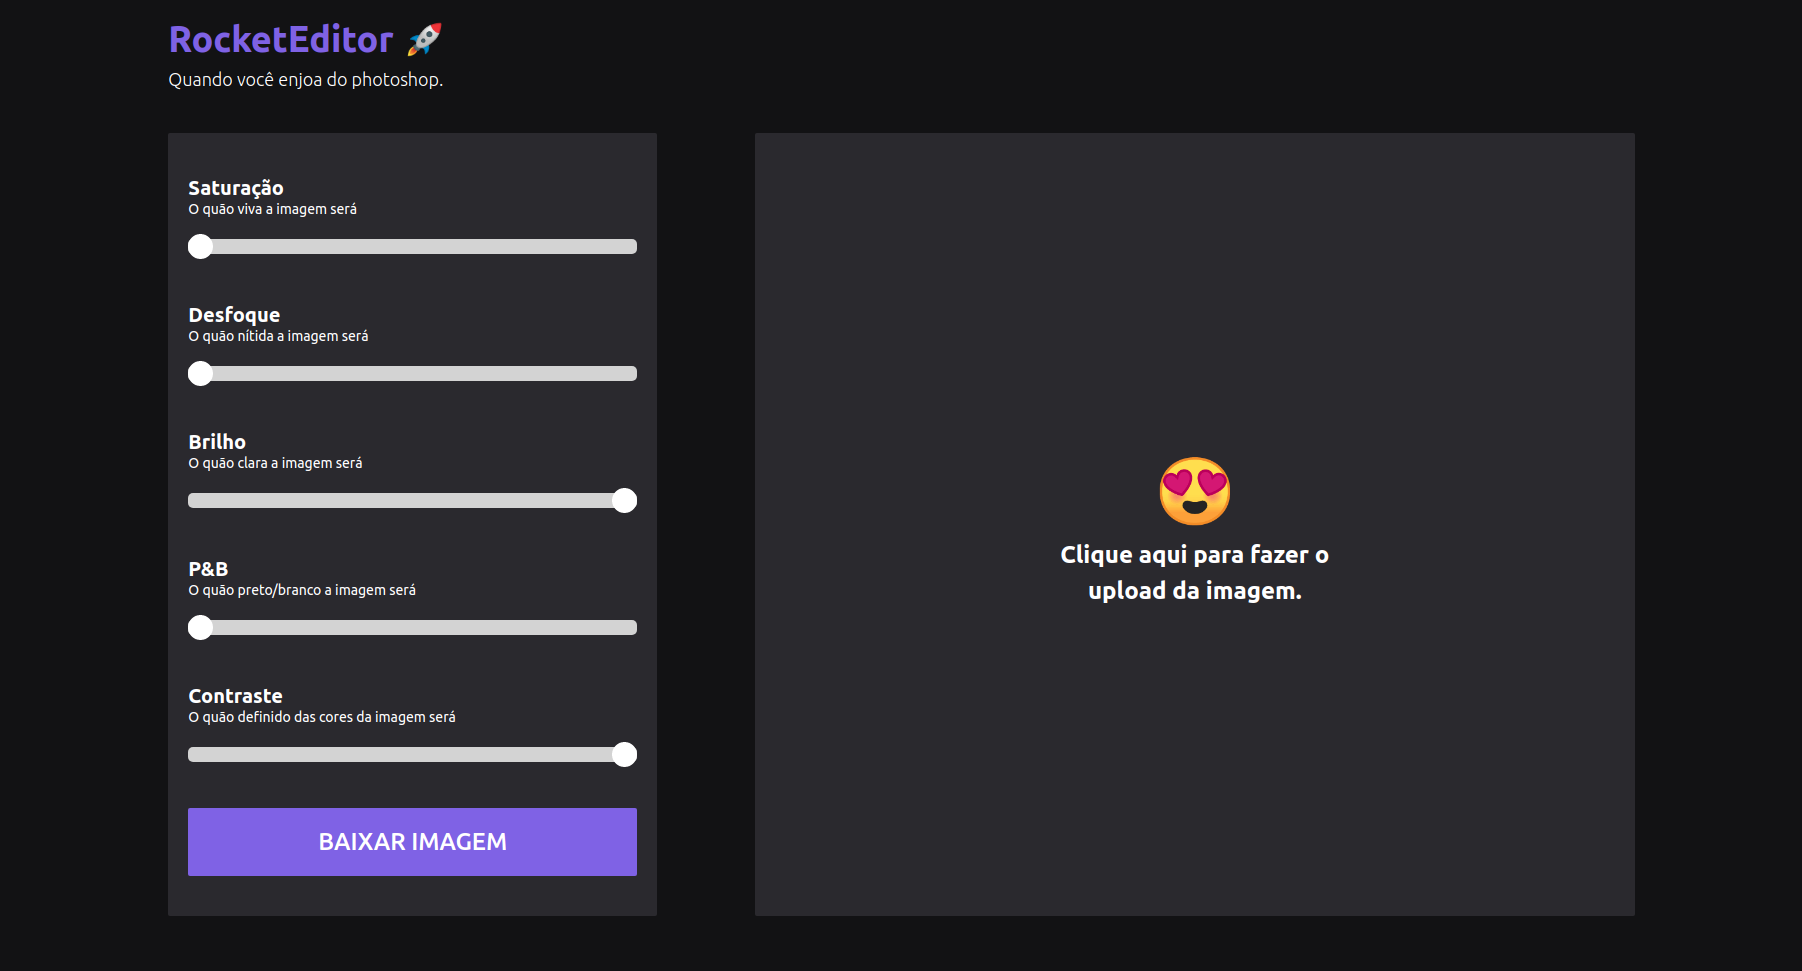 RocketEditor 🚀
Quando você enjoa do photoshop.
Saturação
O quão viva a imagem será
Desfoque
O quão nítida a imagem será
Brilho
O quão clara a imagem será
P&B
O quão preto/branco a imagem será
Contraste
O quão definido das cores da imagem será
BAIXAR IMAGEM
😍
Clique aqui para fazer o
upload da imagem.